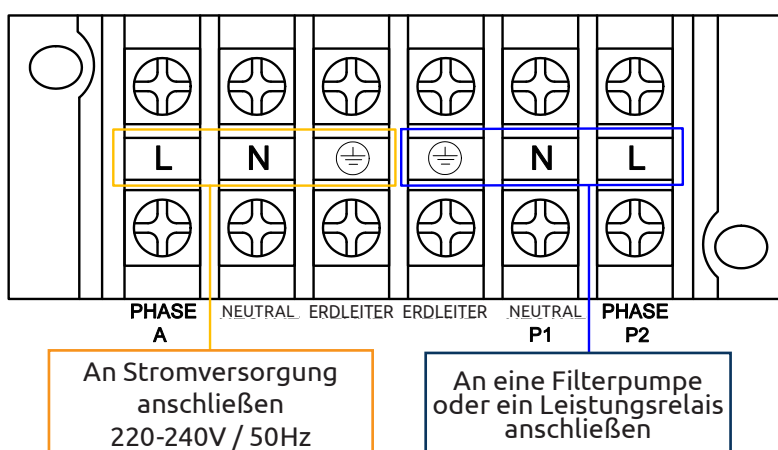 L N ⏚ ⏚ N L
PHASE NEUTRAL ERDLEITER ERDLEITER NEUTRAL PHASE
A P1 P2
An Stromversorgung
anschließen
220-240V / 50Hz
An eine Filterpumpe
oder ein Leistungsrelais
anschließen